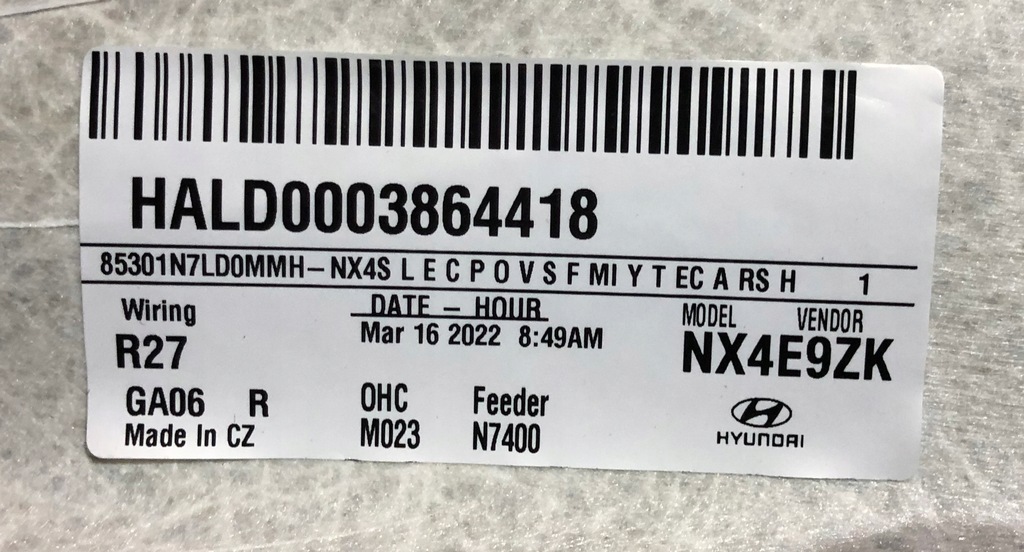 HALD0003864418
85301N7LD0MMH-NX4S L E C P O V S F MI Y T EC A RS H 1
Wiring DATE - HOUR MODEL VENDOR
R27 Mar 16 2022 8:49AM NX4E9ZK
GA06 R OHC Feeder
Made In CZ M023 N7400 HYUNDAI